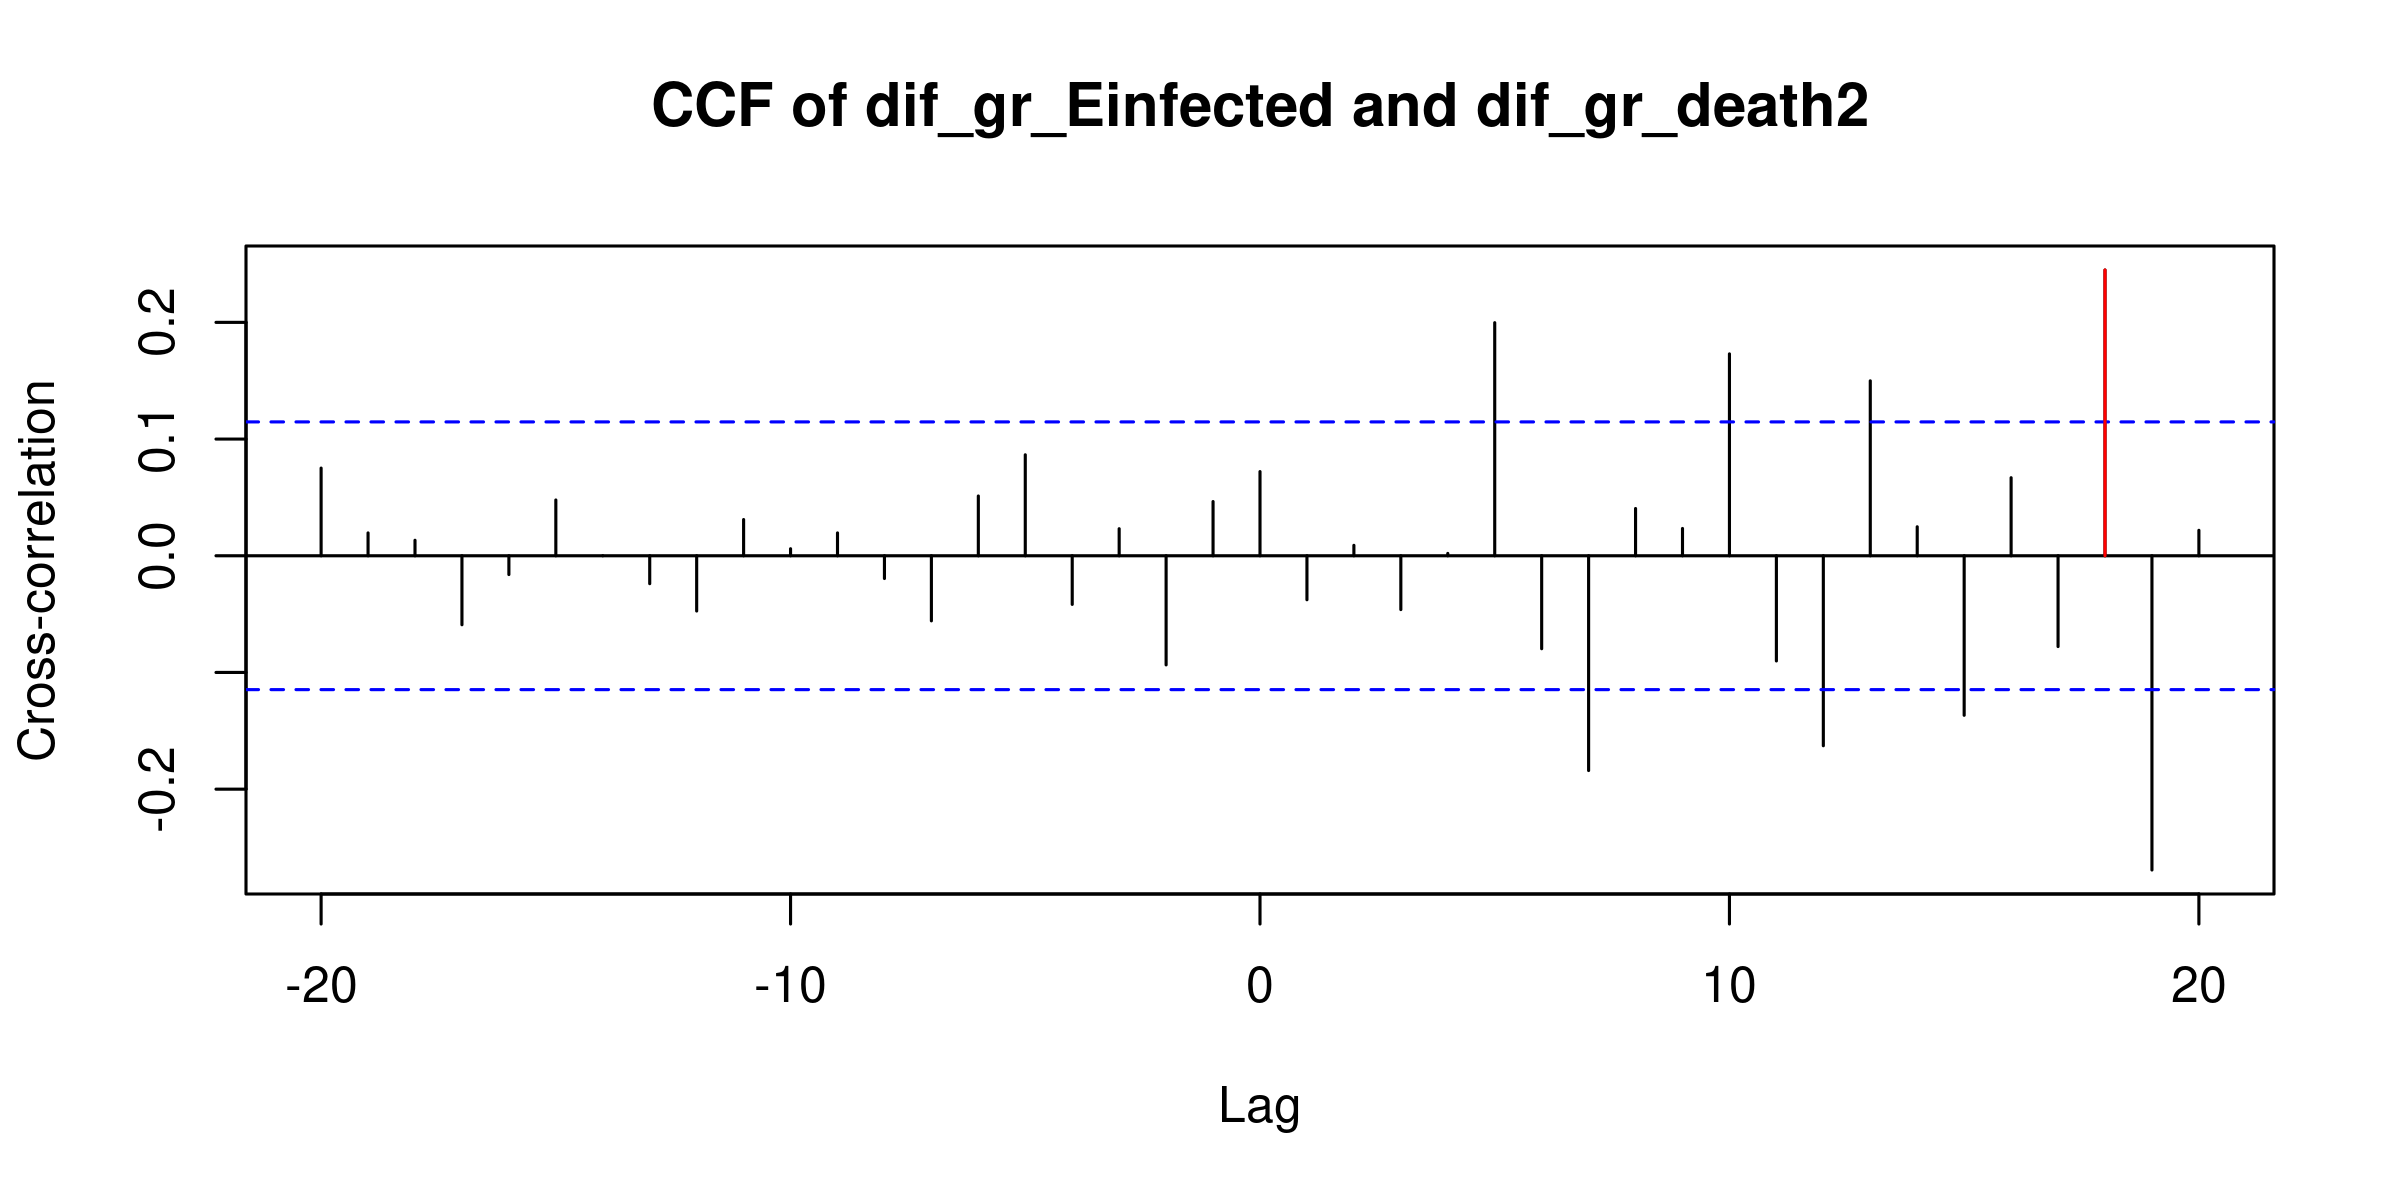 CCF of dif_gr_Einfected and dif_gr_death2
Cross-correlation
0.2
0.1
0.0
-0.2
-20 -10 0 10 20
Lag